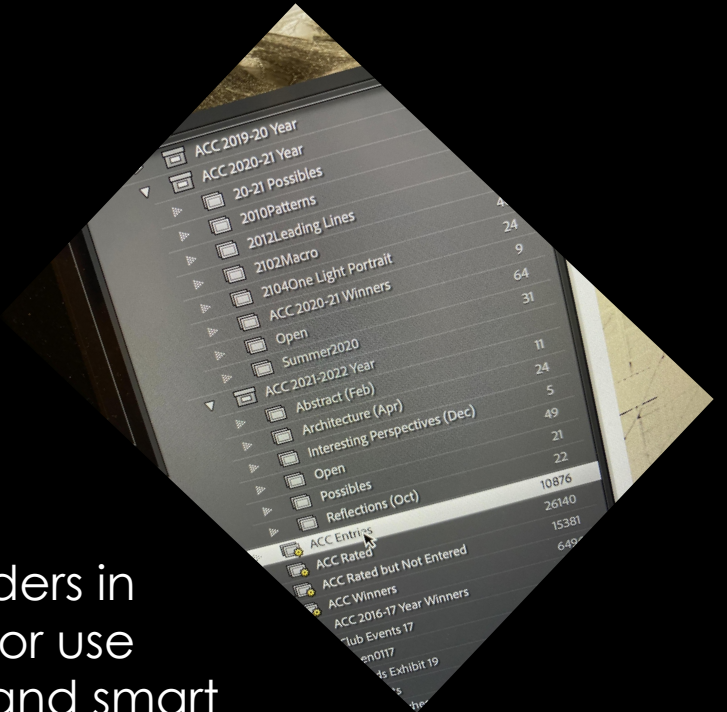 ACC 2019-20 Year
ACC 2020-21 Year
20-21 Possibles
2010Patterns
2012Leading Lines
2102Macro
2104One Light Portrait 24
ACC 2020-21 Winners 9
Open 64
Summer2020 31
ACC 2021-2022 Year
Abstract (Feb) 11
Architecture (Apr) 24
Interesting Perspectives (Dec) 5
Open 49
Possibles 21
Reflections (Oct) 22
ACC Entries 10876
ACC Rated 26140
ACC Rated but Not Entered 15381
ACC Winners
ACC 2016-17 Year Winners
Club Events 17
en0117
ds Exhibit 19
ders in
or use
and smart